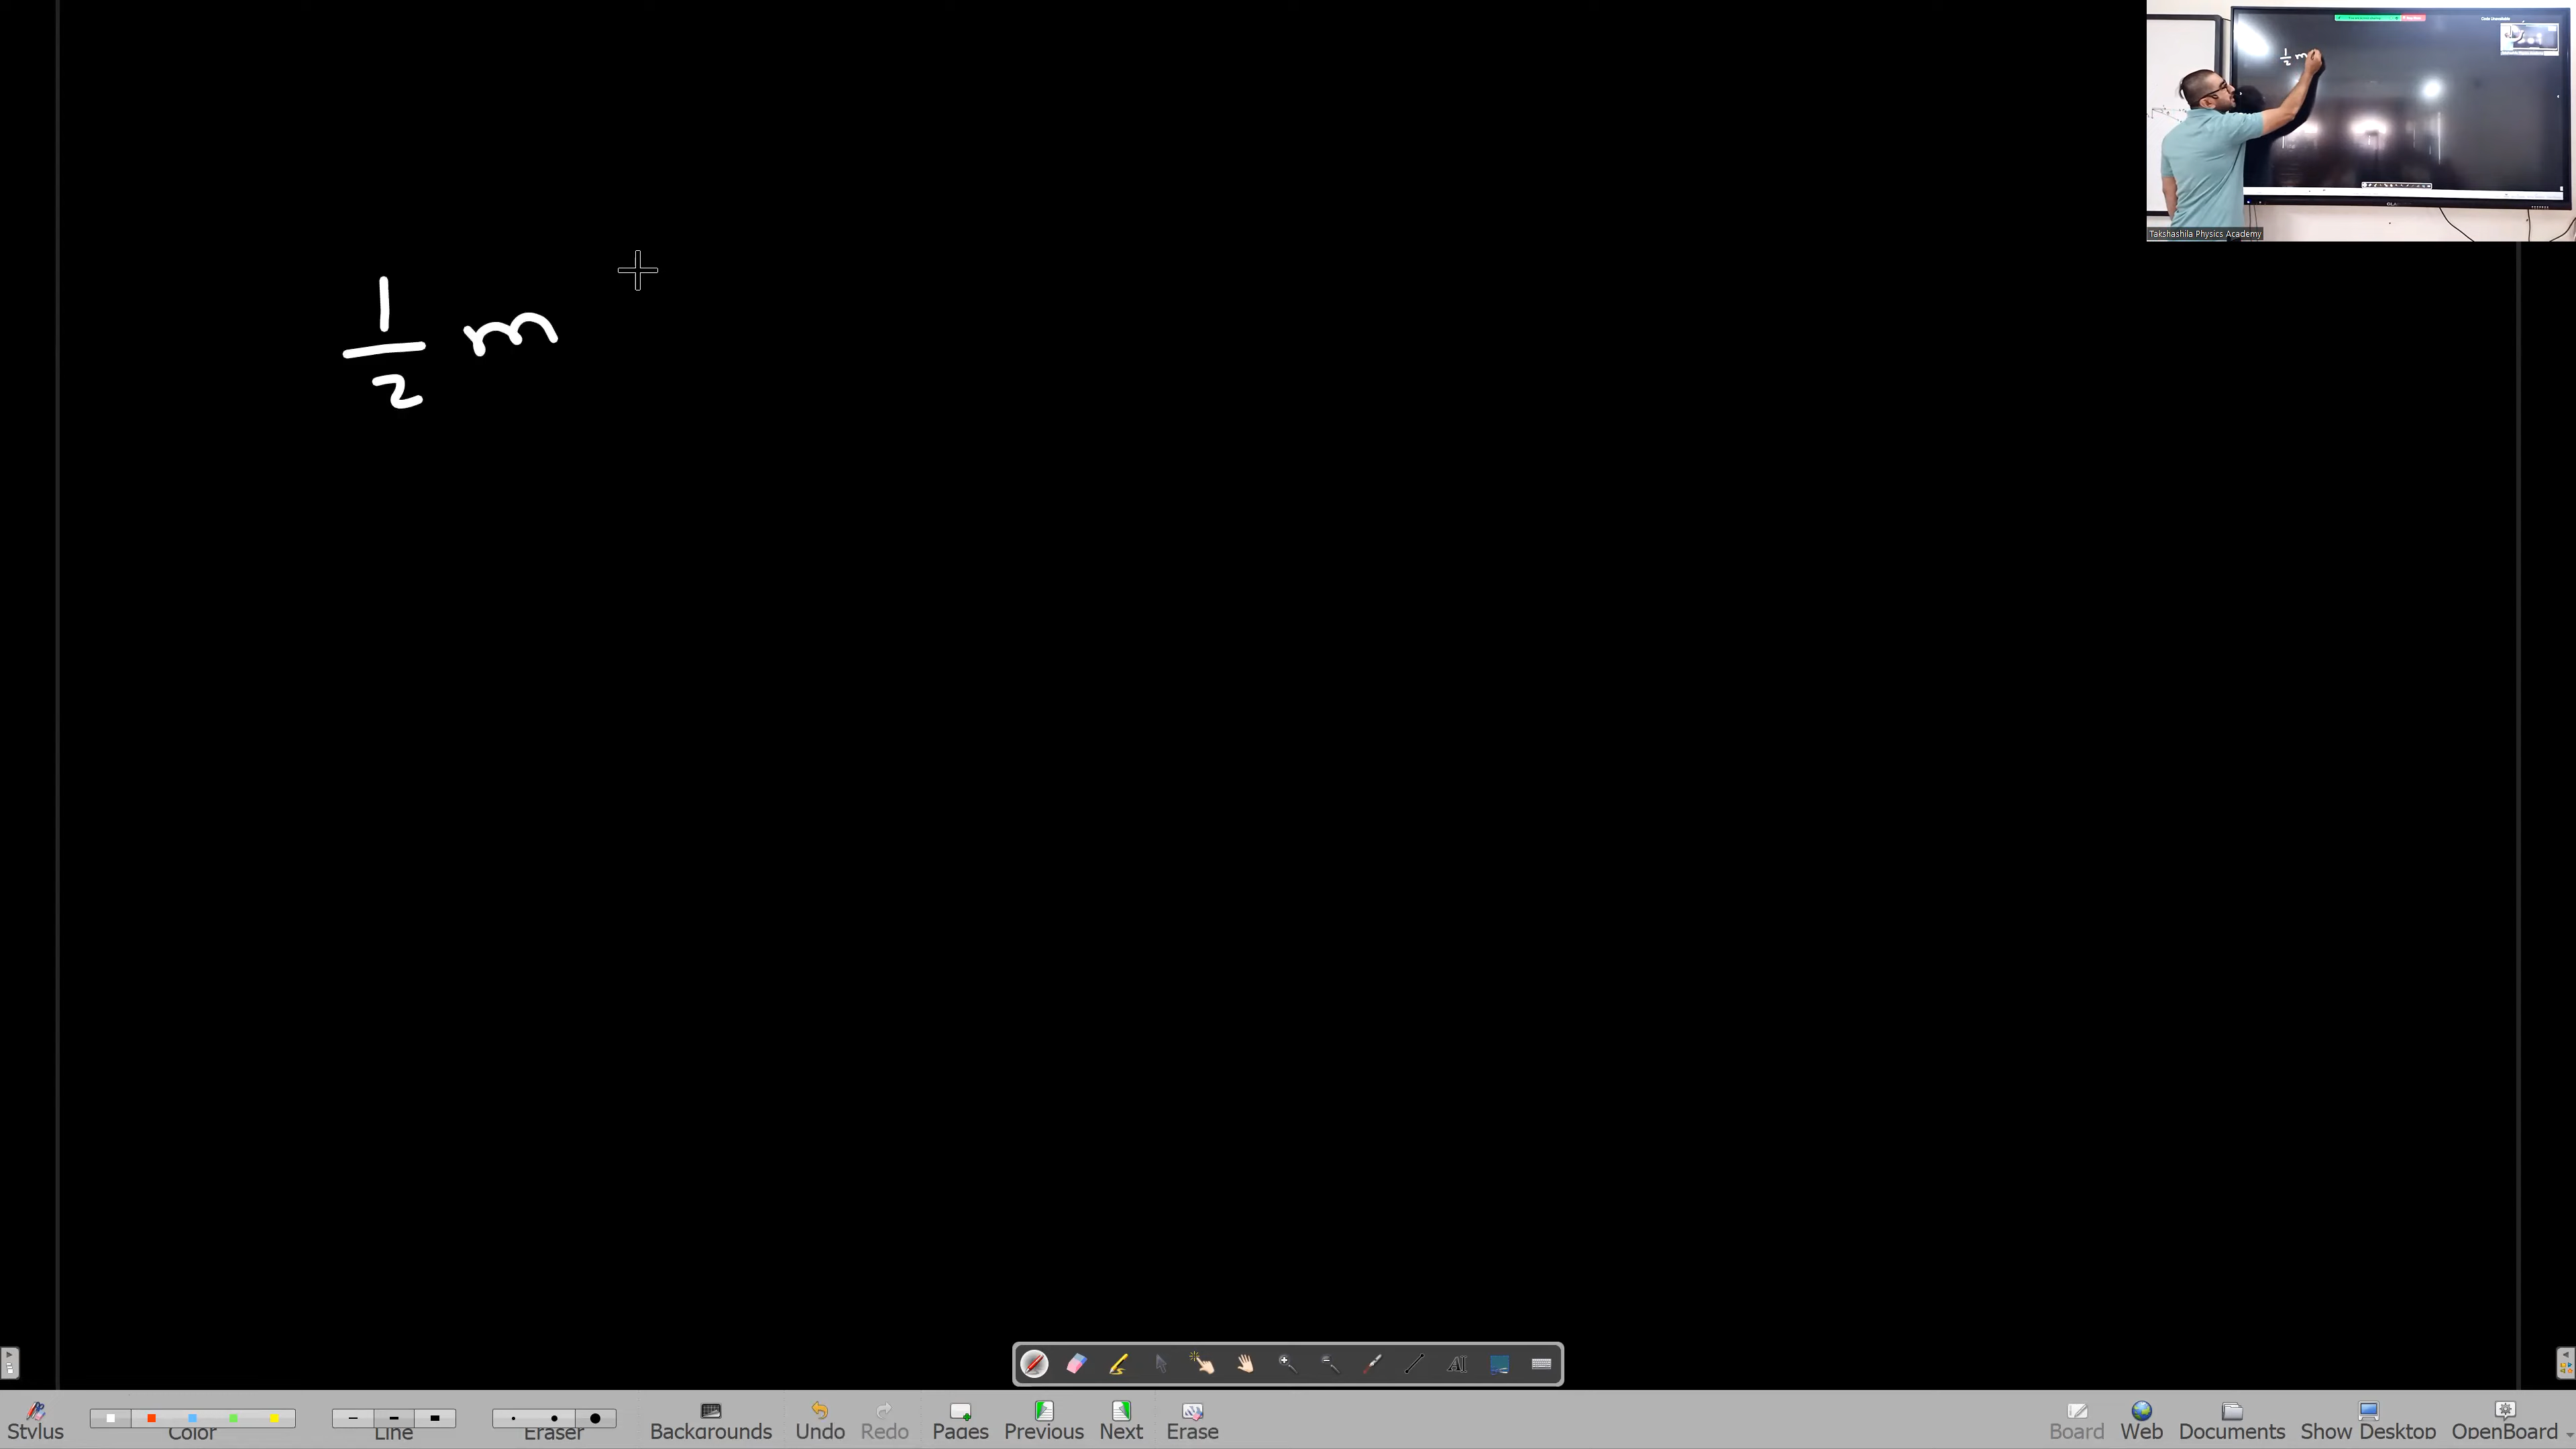 Takshashila Physics Academy
1/2 m
Stylus Color Line Eraser Backgrounds Undo Redo Pages Previous Next Erase Board Web Documents Show Desktop OpenBoard